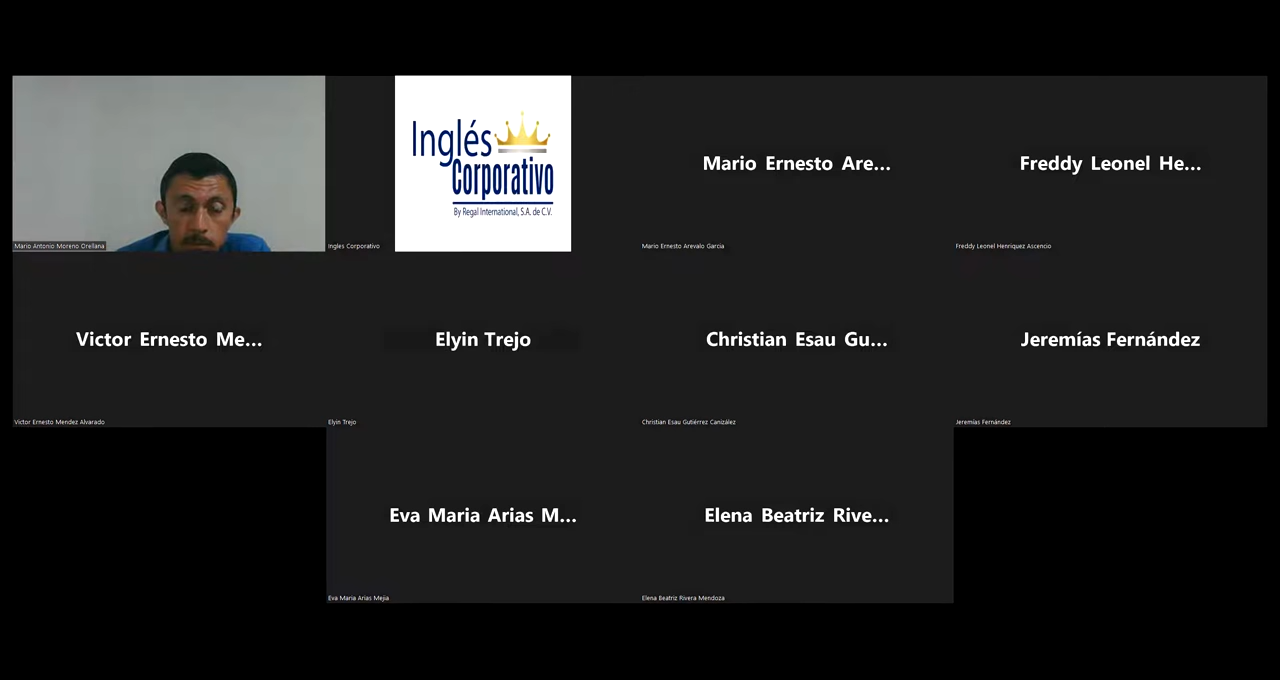 Mario Antonio Moreno Orellana
Inglés
Corporativo
By Regal International, S.A. de C.V.
Ingles Corporativo
Mario Ernesto Are...
Mario Ernesto Arevalo Garcia
Freddy Leonel He...
Freddy Leonel Henriquez Ascencio
Victor Ernesto Me...
Victor Ernesto Mendez Alvarado
Elyin Trejo
Elyin Trejo
Christian Esau Gu...
Christian Esau Gutiérrez Canizález
Jeremías Fernández
Jeremías Fernández
Eva Maria Arias M...
Eva Maria Arias Mejia
Elena Beatriz Rive...
Elena Beatriz Rivera Mendoza